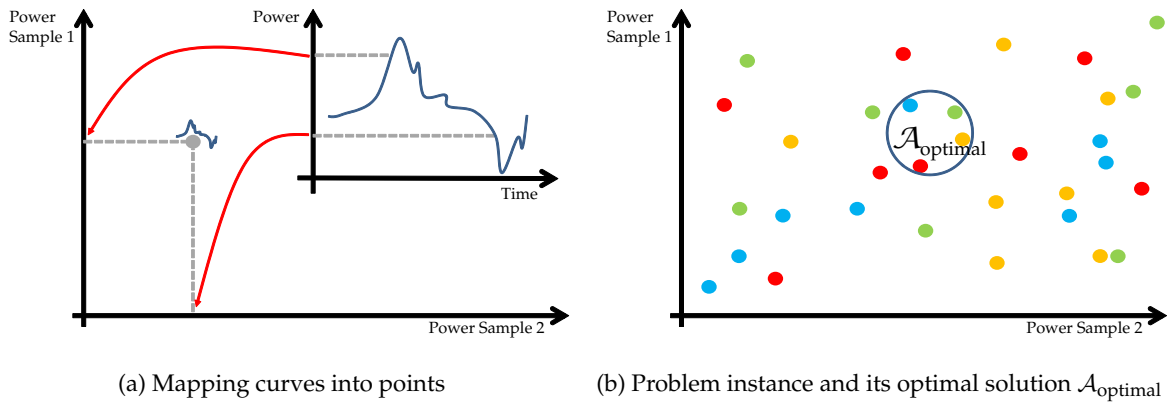 Power
Sample 1
Power
Time
Power Sample 2
(a) Mapping curves into points
Power
Sample 1
𝒜optimal
Power Sample 2
(b) Problem instance and its optimal solution 𝒜optimal